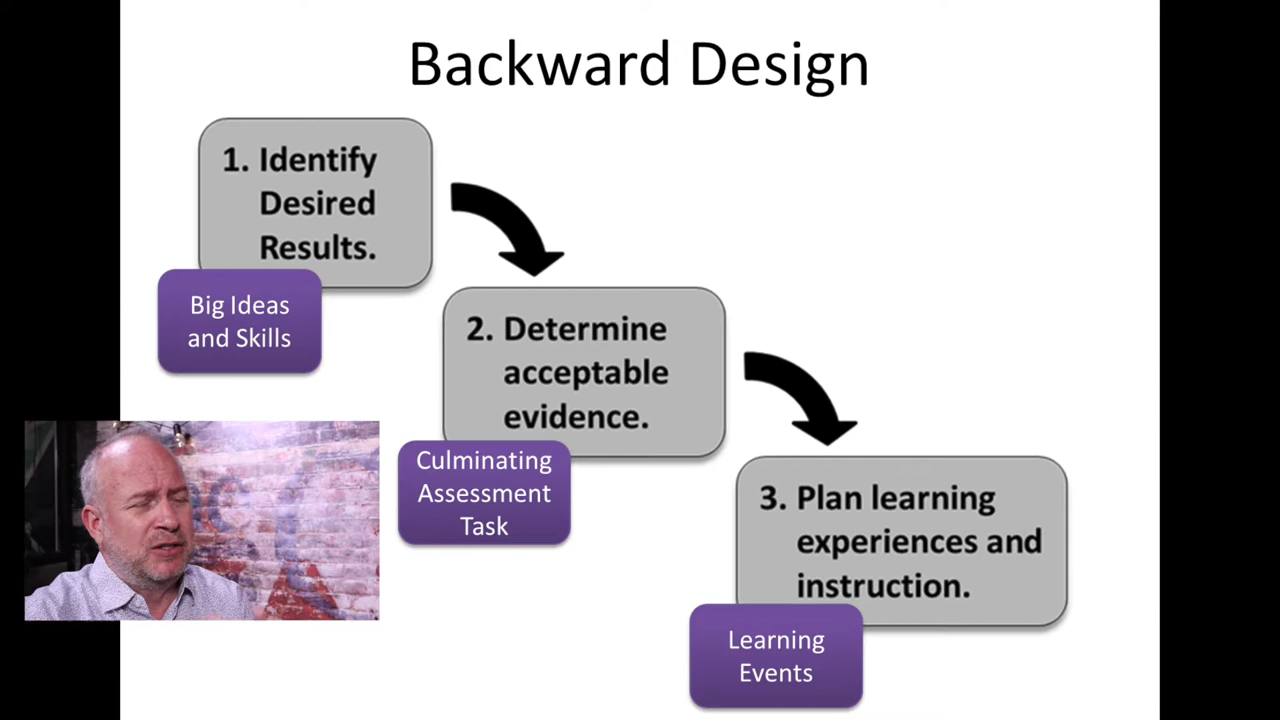 Backward Design
1. Identify
Desired
Results.
Big Ideas
and Skills
2. Determine
acceptable
evidence.
Culminating
Assessment
Task
3. Plan learning
experiences and
instruction.
Learning
Events